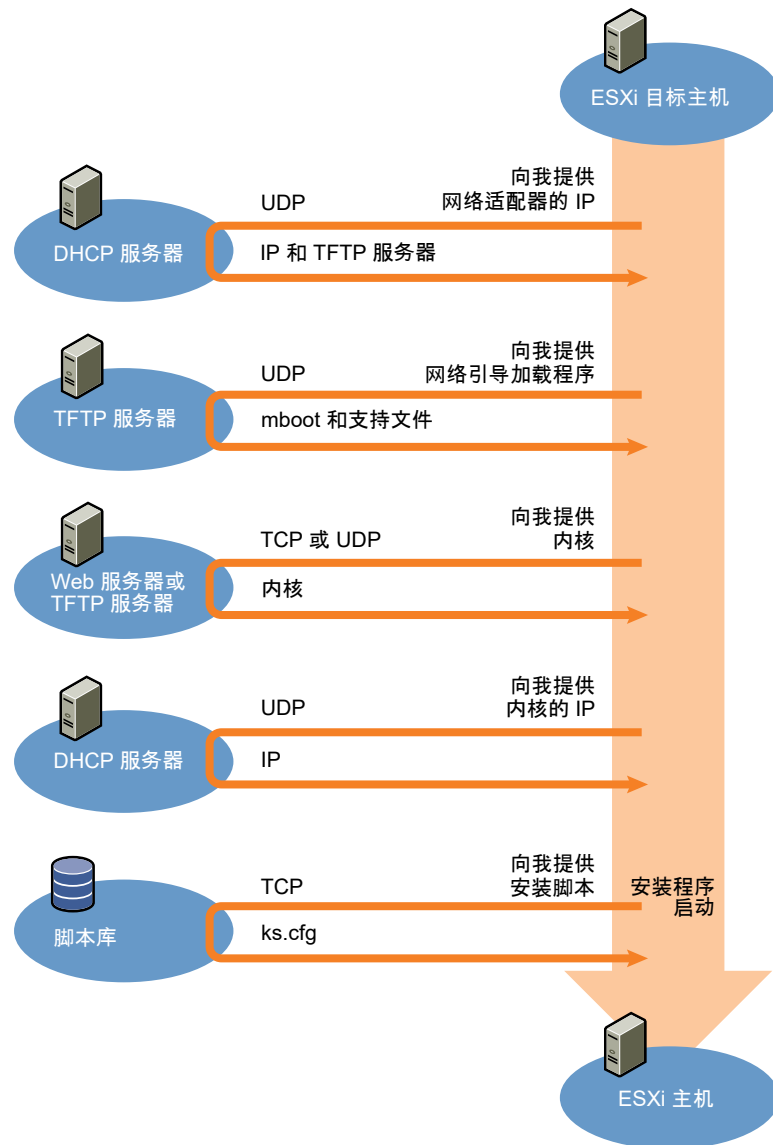 ESXi 目标主机
向我提供
UDP
网络适配器的 IP
DHCP 服务器
IP 和 TFTP 服务器
向我提供
UDP
网络引导加载程序
TFTP 服务器
mboot 和支持文件
向我提供
TCP 或 UDP
内核
Web 服务器或
TFTP 服务器
内核
向我提供
UDP
内核的 IP
DHCP 服务器
IP
向我提供
TCP
安装脚本
安装程序
启动
脚本库
ks.cfg
ESXi 主机